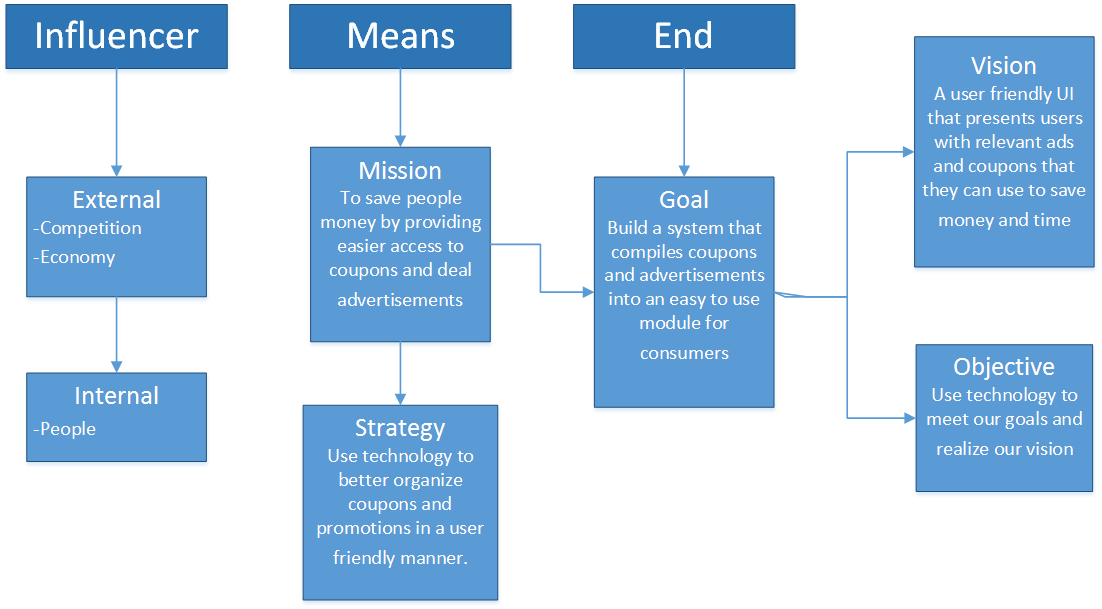 Influencer
Means
End
External
-Competition
-Economy
Internal
-People
Mission
To save people
money by providing
easier access to
coupons and deal
advertisements
Strategy
Use technology to
better organize
coupons and
promotions in a user
friendly manner.
Goal
Build a system that
compiles coupons
and advertisements
into an easy to use
module for
consumers
Vision
A user friendly UI
that presents users
with relevant ads
and coupons that
they can use to save
money and time
Objective
Use technology to
meet our goals and
realize our vision